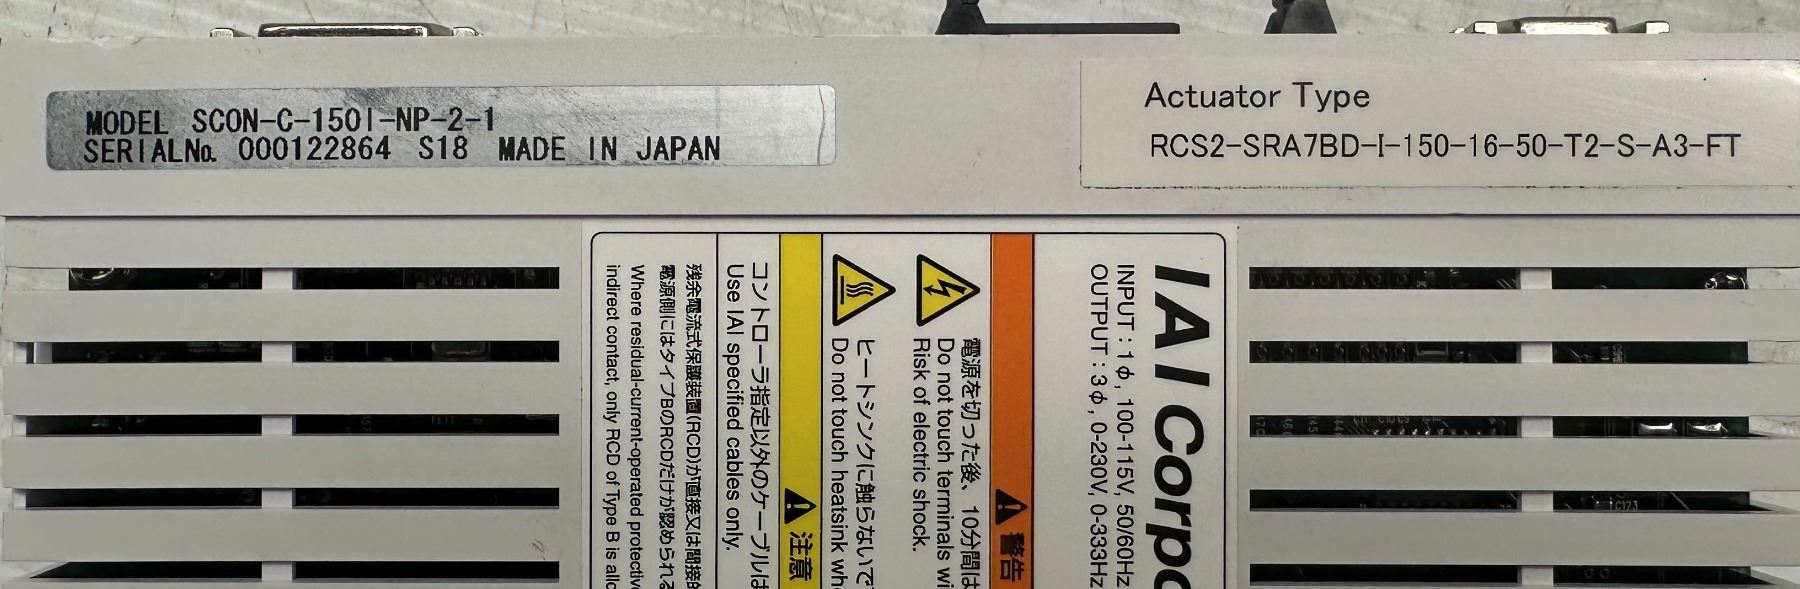 MODEL SCON-C-150I-NP-2-1
SERIALNo. 000122864 S18 MADE IN JAPAN
Actuator Type
RCS2-SRA7BD-I-150-16-50-T2-S-A3-FT
IAI Corpo
INPUT : 1φ, 100-115V, 50/60Hz
OUTPUT : 3φ, 0-230V, 0-333Hz
警告
電源を切った後、10分間は
Do not touch terminals wi
Risk of electric shock.
ヒートシンクに触らないで
Do not touch heatsink wh
注意
コントローラ指定以外のケーブルは
Use IAI specified cables only.
残余電流式保護装置(RCD)が直接又は間接的
電源側にはタイプBのRCDだけが認められる
Where residual-current-operated protective
indirect contact, only RCD of Type B is allo